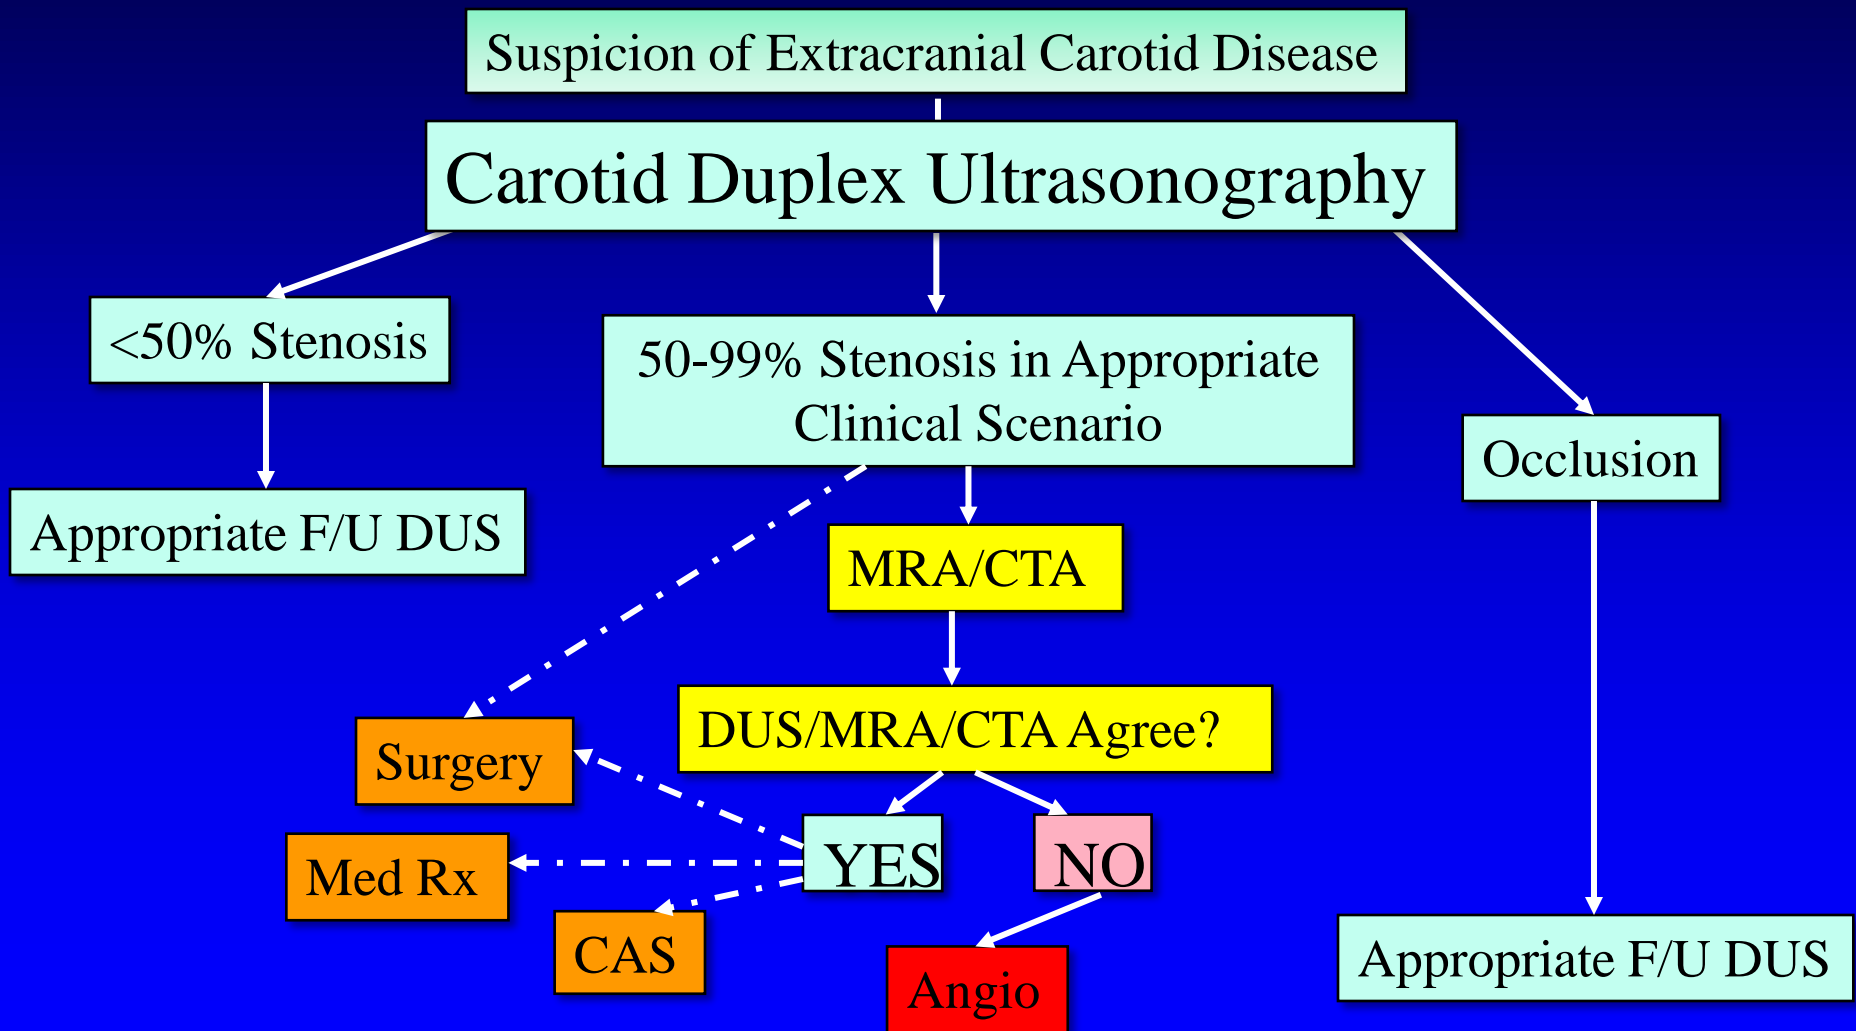 Suspicion of Extracranial Carotid Disease
Carotid Duplex Ultrasonography
<50% Stenosis
50-99% Stenosis in Appropriate
Clinical Scenario
Occlusion
Appropriate F/U DUS
MRA/CTA
DUS/MRA/CTA Agree?
Surgery
YES
NO
Med Rx
CAS
Angio
Appropriate F/U DUS